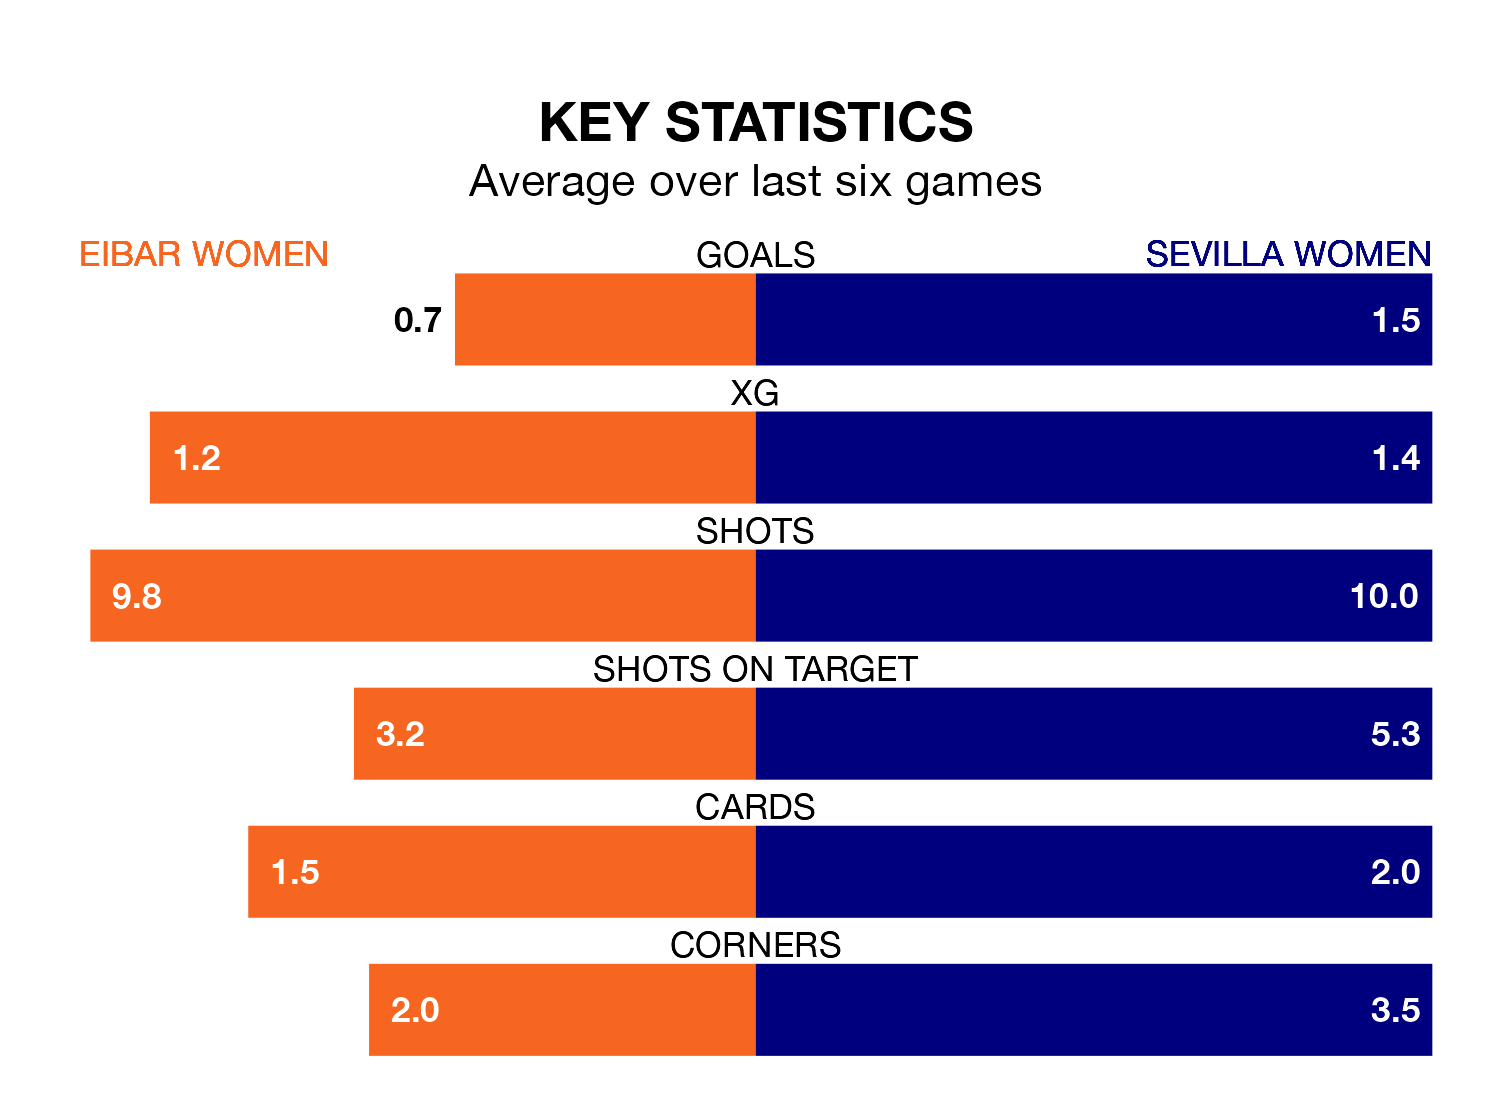 KEY STATISTICS
Average over last six games
EIBAR WOMEN GOALS SEVILLA WOMEN
0.7 1.5
XG
1.2 1.4
SHOTS
9.8 10.0
SHOTS ON TARGET
3.2 5.3
CARDS
1.5 2.0
CORNERS
2.0 3.5